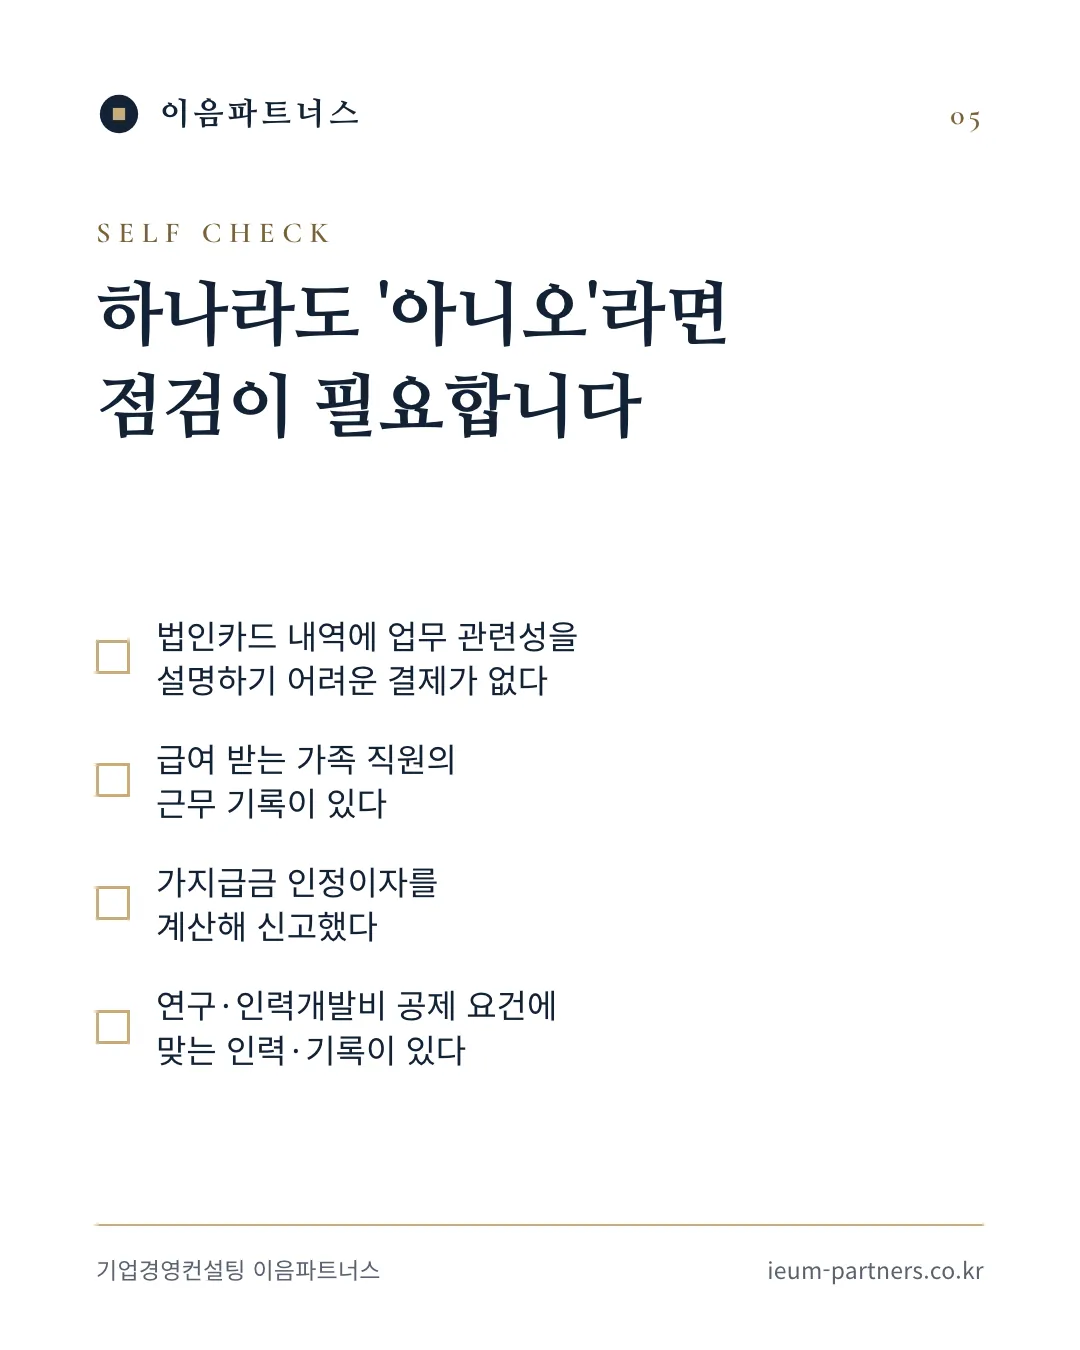 이음파트너스
05
SELF CHECK
하나라도 '아니오'라면
점검이 필요합니다
법인카드 내역에 업무 관련성을
설명하기 어려운 결제가 없다
급여 받는 가족 직원의
근무 기록이 있다
가지급금 인정이자를
계산해 신고했다
연구·인력개발비 공제 요건에
맞는 인력·기록이 있다
기업경영컨설팅 이음파트너스
ieum-partners.co.kr